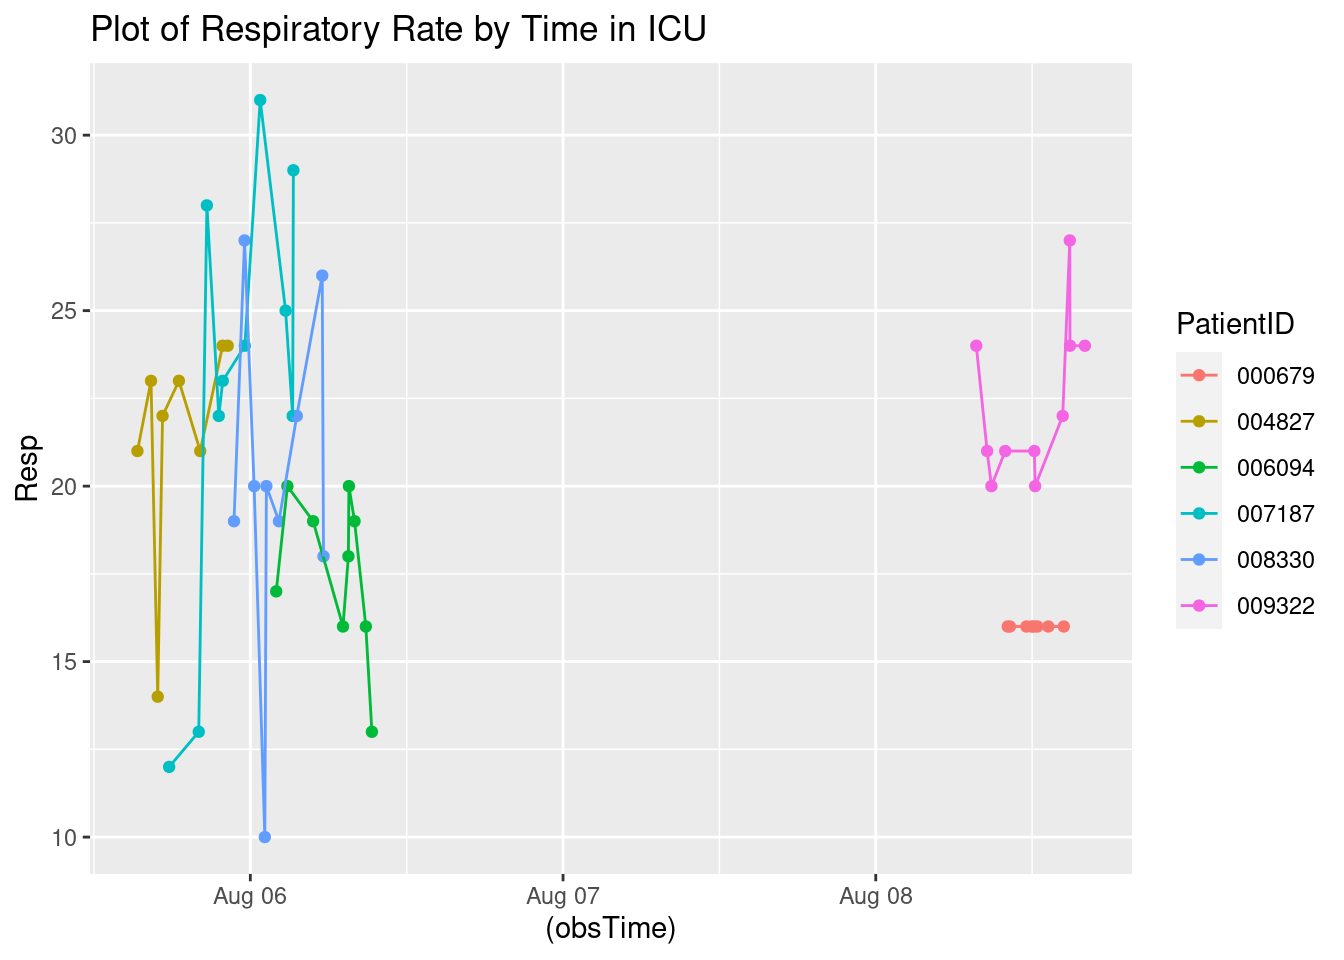 Plot of Respiratory Rate by Time in ICU
30
25
20
15
10
Resp
Aug 06
Aug 07
Aug 08
(obsTime)
PatientID
000679
004827
006094
007187
008330
009322